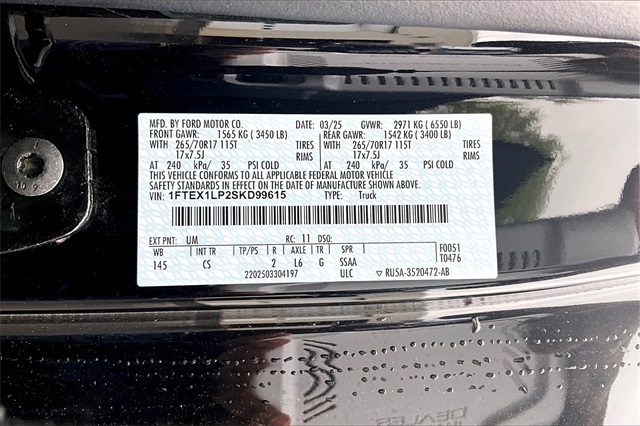 MFD. BY FORD MOTOR CO. DATE: 03/25 GVWR: 2971 KG ( 6550 LB)
FRONT GAWR: 1565 KG ( 3450 LB) REAR GAWR: 1542 KG ( 3400 LB)
WITH 265/70R17 115T TIRES WITH 265/70R17 115T TIRES
17x7.5J RIMS 17x7.5J RIMS
AT 240 kPa/ 35 PSI COLD AT 240 kPa/ 35 PSI COLD
THIS VEHICLE CONFORMS TO ALL APPLICABLE FEDERAL MOTOR VEHICLE
SAFETY STANDARDS IN EFFECT ON THE DATE OF MANUFACTURE SHOWN ABOVE.
VIN: 1FTEX1LP2SKD99615 TYPE: Truck
EXT PNT: UM RC: 11 DSO:
WB INT TR TP/PS R AXLE TR SPR F0051
145 CS 2 L6 G SSAA T0476
2202503304197 ULC RU5A-3520472-AB
DEALER